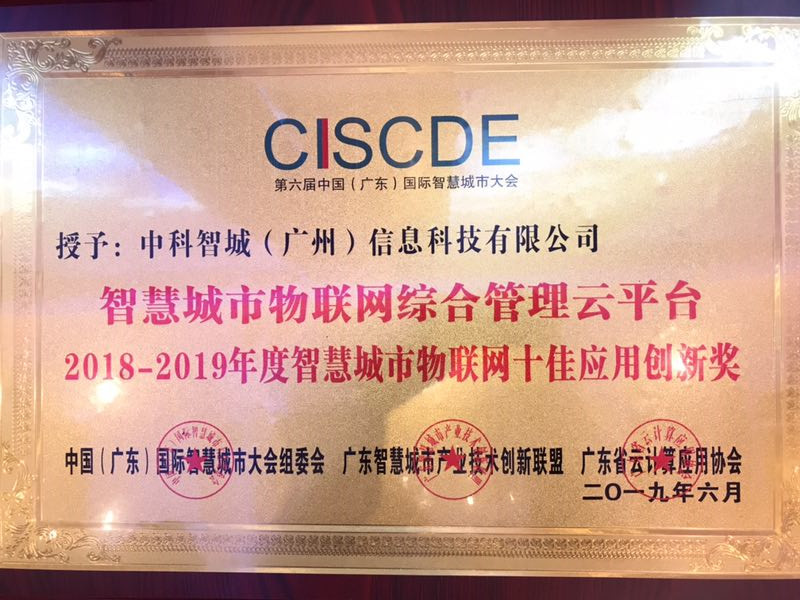 CISCDE
第六届中国（广东）国际智慧城市大会
授予：中科智城（广州）信息科技有限公司
智慧城市物联网综合管理云平台
2018-2019年度智慧城市物联网十佳应用创新奖
中国（广东）国际智慧城市大会组委会 广东智慧城市产业技术创新联盟 广东省云计算应用协会
二〇一九年六月